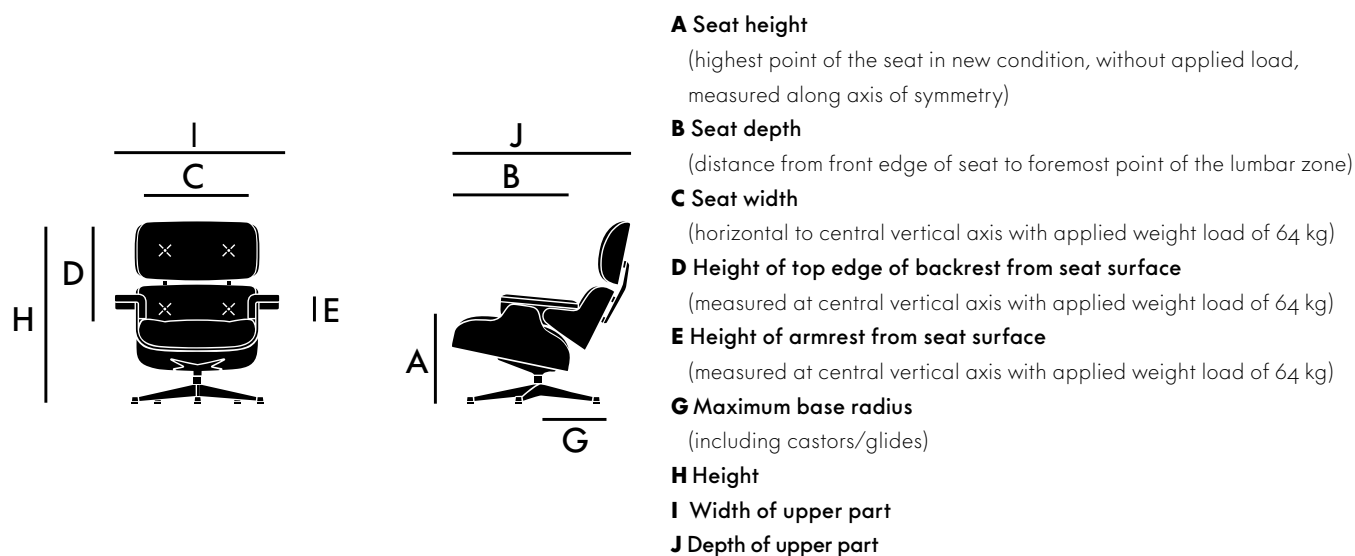 I
C
D
H
E
J
B
A
G
A Seat height
(highest point of the seat in new condition, without applied load,
measured along axis of symmetry)
B Seat depth
(distance from front edge of seat to foremost point of the lumbar zone)
C Seat width
(horizontal to central vertical axis with applied weight load of 64 kg)
D Height of top edge of backrest from seat surface
(measured at central vertical axis with applied weight load of 64 kg)
E Height of armrest from seat surface
(measured at central vertical axis with applied weight load of 64 kg)
G Maximum base radius
(including castors/glides)
H Height
I Width of upper part
J Depth of upper part